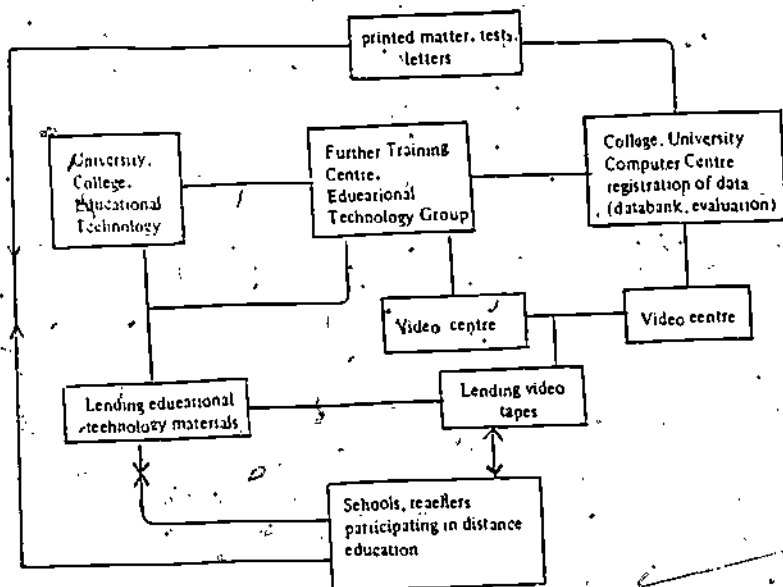 printed matter, tests,
letters
University,
College,
Educational
Technology
Further Training
Centre,
Educational
Technology Group
College, University
Computer Centre
registration of data
(databank, evaluation)
Video centre
Video centre
Lending educational
technology materials
Lending video
tapes
Schools,
participating in distance
education